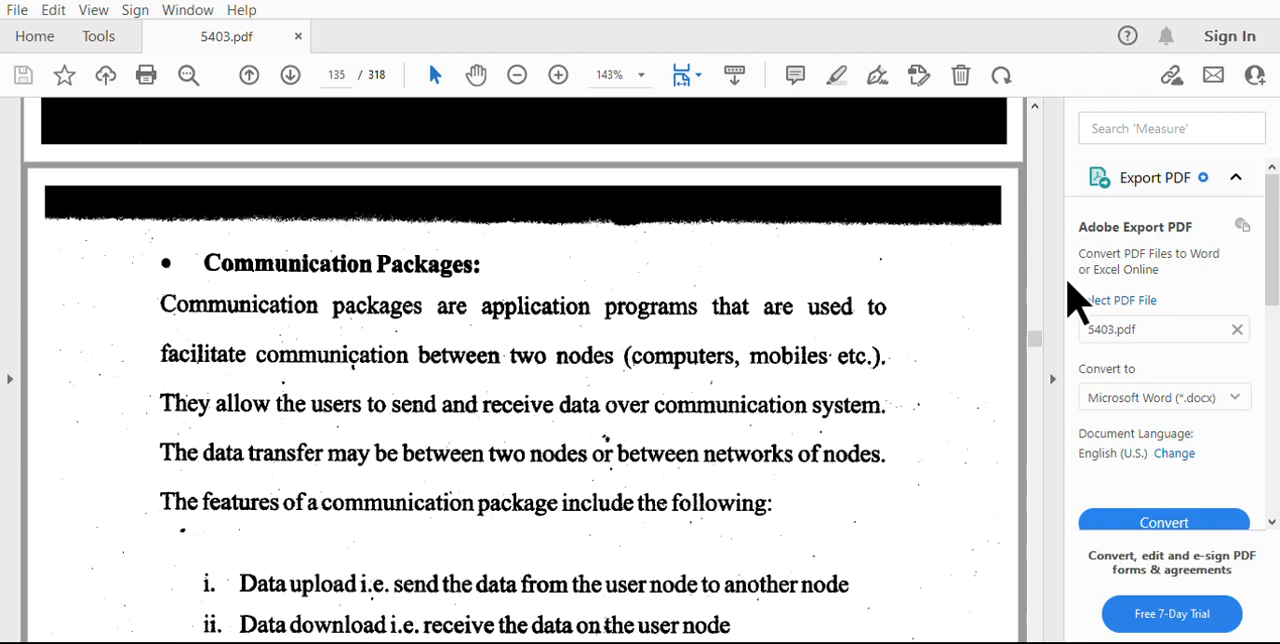 File Edit View Sign Window Help
Home Tools 5403.pdf × Sign In
135 / 318 143%
Search 'Measure'
Export PDF
Adobe Export PDF
Convert PDF Files to Word
or Excel Online
lect PDF File
5403.pdf
Convert to
Microsoft Word (*.docx)
Document Language:
English (U.S.) Change
Convert
Convert, edit and e-sign PDF
forms & agreements
Free 7-Day Trial
• Communication Packages:
Communication packages are application programs that are used to
facilitate communication between two nodes (computers, mobiles etc.).
They allow the users to send and receive data over communication system.
The data transfer may be between two nodes or between networks of nodes.
The features of a communication package include the following:
i. Data upload i.e. send the data from the user node to another node
ii. Data download i.e. receive the data on the user node